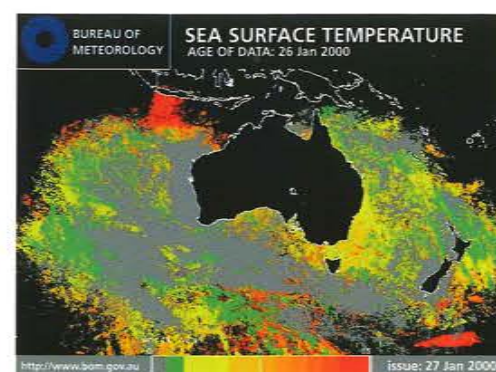 BUREAU OF
METEOROLOGY
SEA SURFACE TEMPERATURE
AGE OF DATA: 26 Jan 2000
http://www.bom.gov.au
issue: 27 Jan 2000